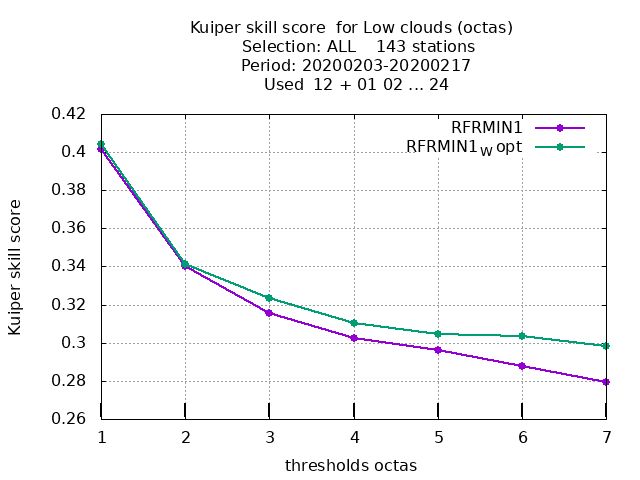 Kuiper skill score  for Low clouds (octas)
Selection: ALL    143 stations
Period: 20200203-20200217
Used  12 + 01 02 ... 24
RFRMIN1
RFRMIN1W opt
0.42
0.4
0.38
0.36
0.34
0.32
0.3
0.28
0.26
Kuiper skill score
1 2 3 4 5 6 7
thresholds octas